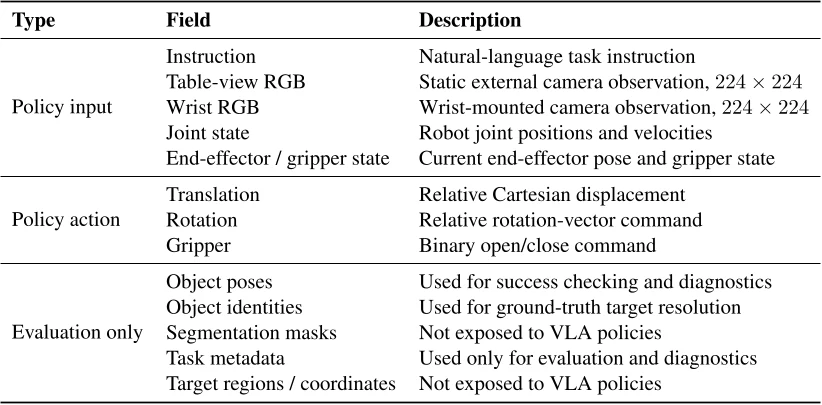 Type Field Description
Instruction Natural-language task instruction
Table-view RGB Static external camera observation, 224 × 224
Policy input Wrist RGB Wrist-mounted camera observation, 224 × 224
Joint state Robot joint positions and velocities
End-effector / gripper state Current end-effector pose and gripper state
Translation Relative Cartesian displacement
Policy action Rotation Relative rotation-vector command
Gripper Binary open/close command
Object poses Used for success checking and diagnostics
Object identities Used for ground-truth target resolution
Evaluation only Segmentation masks Not exposed to VLA policies
Task metadata Used only for evaluation and diagnostics
Target regions / coordinates Not exposed to VLA policies